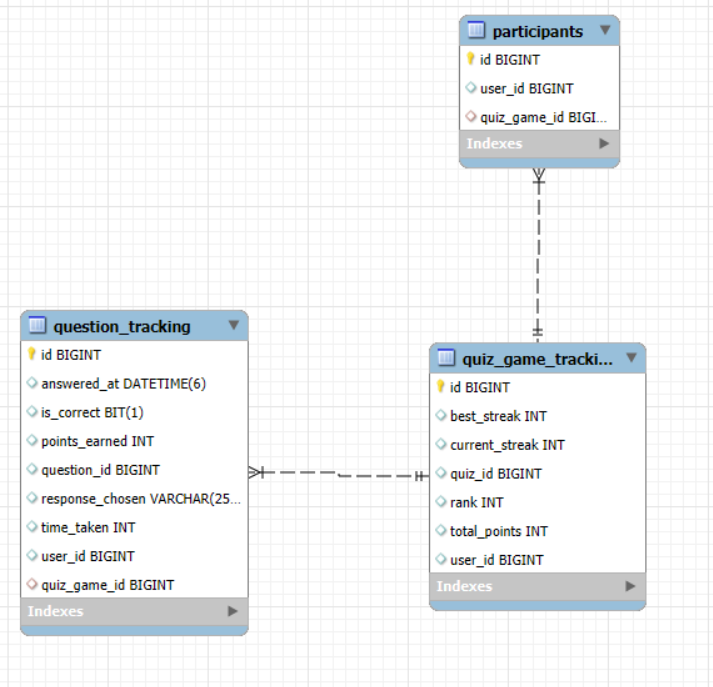 participants
id BIGINT
user_id BIGINT
quiz_game_id BIGI...
Indexes
question_tracking
id BIGINT
answered_at DATETIME(6)
is_correct BIT(1)
points_earned INT
question_id BIGINT
response_chosen VARCHAR(25...
time_taken INT
user_id BIGINT
quiz_game_id BIGINT
Indexes
quiz_game_tracki...
id BIGINT
best_streak INT
current_streak INT
quiz_id BIGINT
rank INT
total_points INT
user_id BIGINT
Indexes